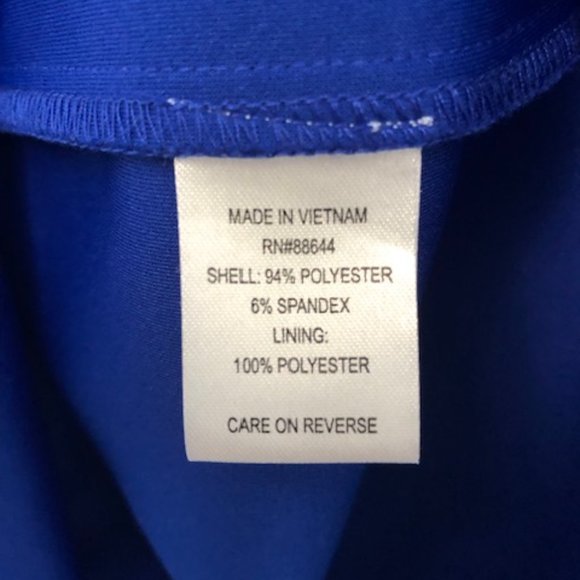 MADE IN VIETNAM
RN#88644
SHELL: 94% POLYESTER
6% SPANDEX
LINING:
100% POLYESTER
CARE ON REVERSE